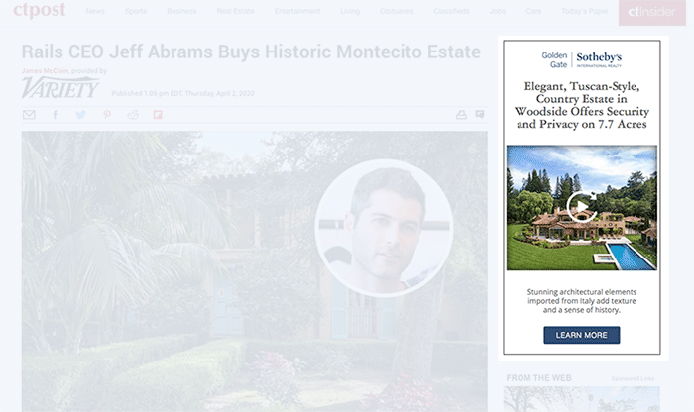 ctpost
News Sports Business Real Estate Entertainment Living Obituaries Classifieds Jobs Cars Today's Paper
ctinsider
Rails CEO Jeff Abrams Buys Historic Montecito Estate
James McClain, provided by
VARIETY
Published 1:05 pm EDT, Thursday, April 2, 2020
Golden
Gate
Sotheby's
INTERNATIONAL REALTY
Elegant, Tuscan-Style,
Country Estate in
Woodside Offers Security
and Privacy on 7.7 Acres
Stunning architectural elements
imported from Italy add texture
and a sense of history.
LEARN MORE
FROM THE WEB
Sponsored Links